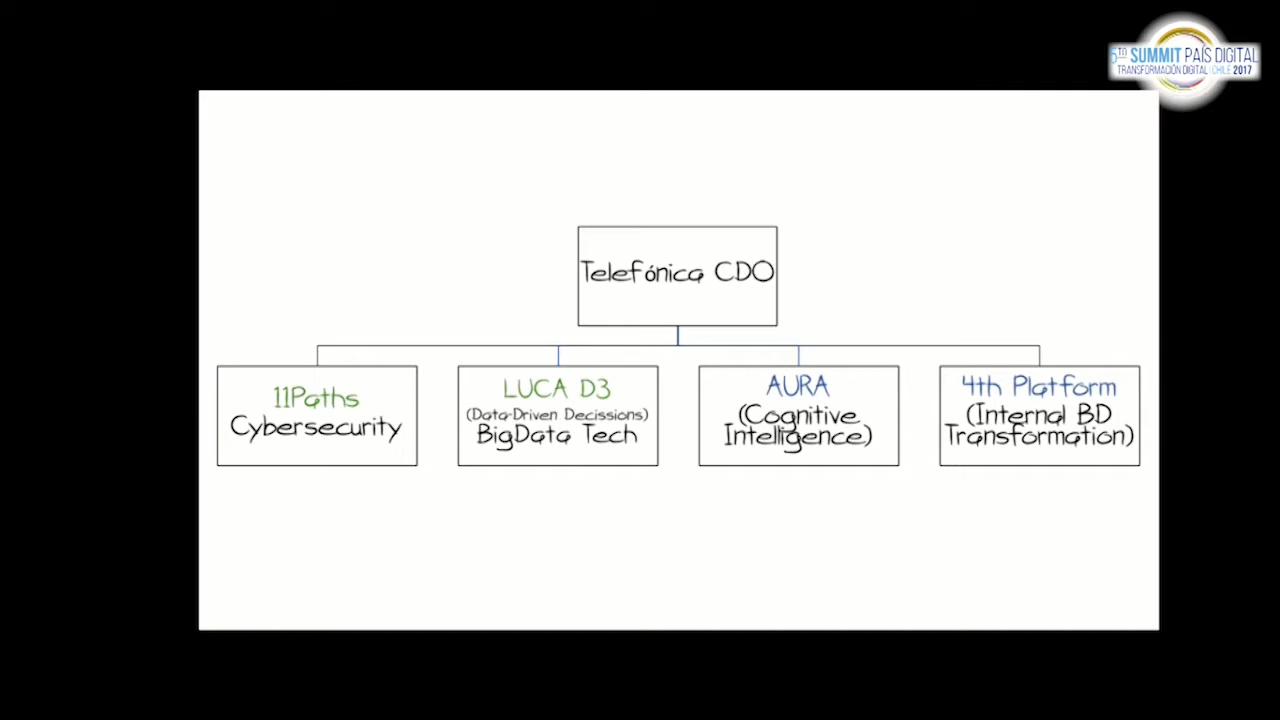 5TH SUMMIT PAÍS DIGITAL
TRANSFORMACIÓN DIGITAL | CHILE 2017
Telefónica CDO
11Paths
Cybersecurity
LUCA D3
(Data-Driven Decissions)
BigData Tech
AURA
(Cognitive
Intelligence)
4th Platform
(Internal BD
Transformation)